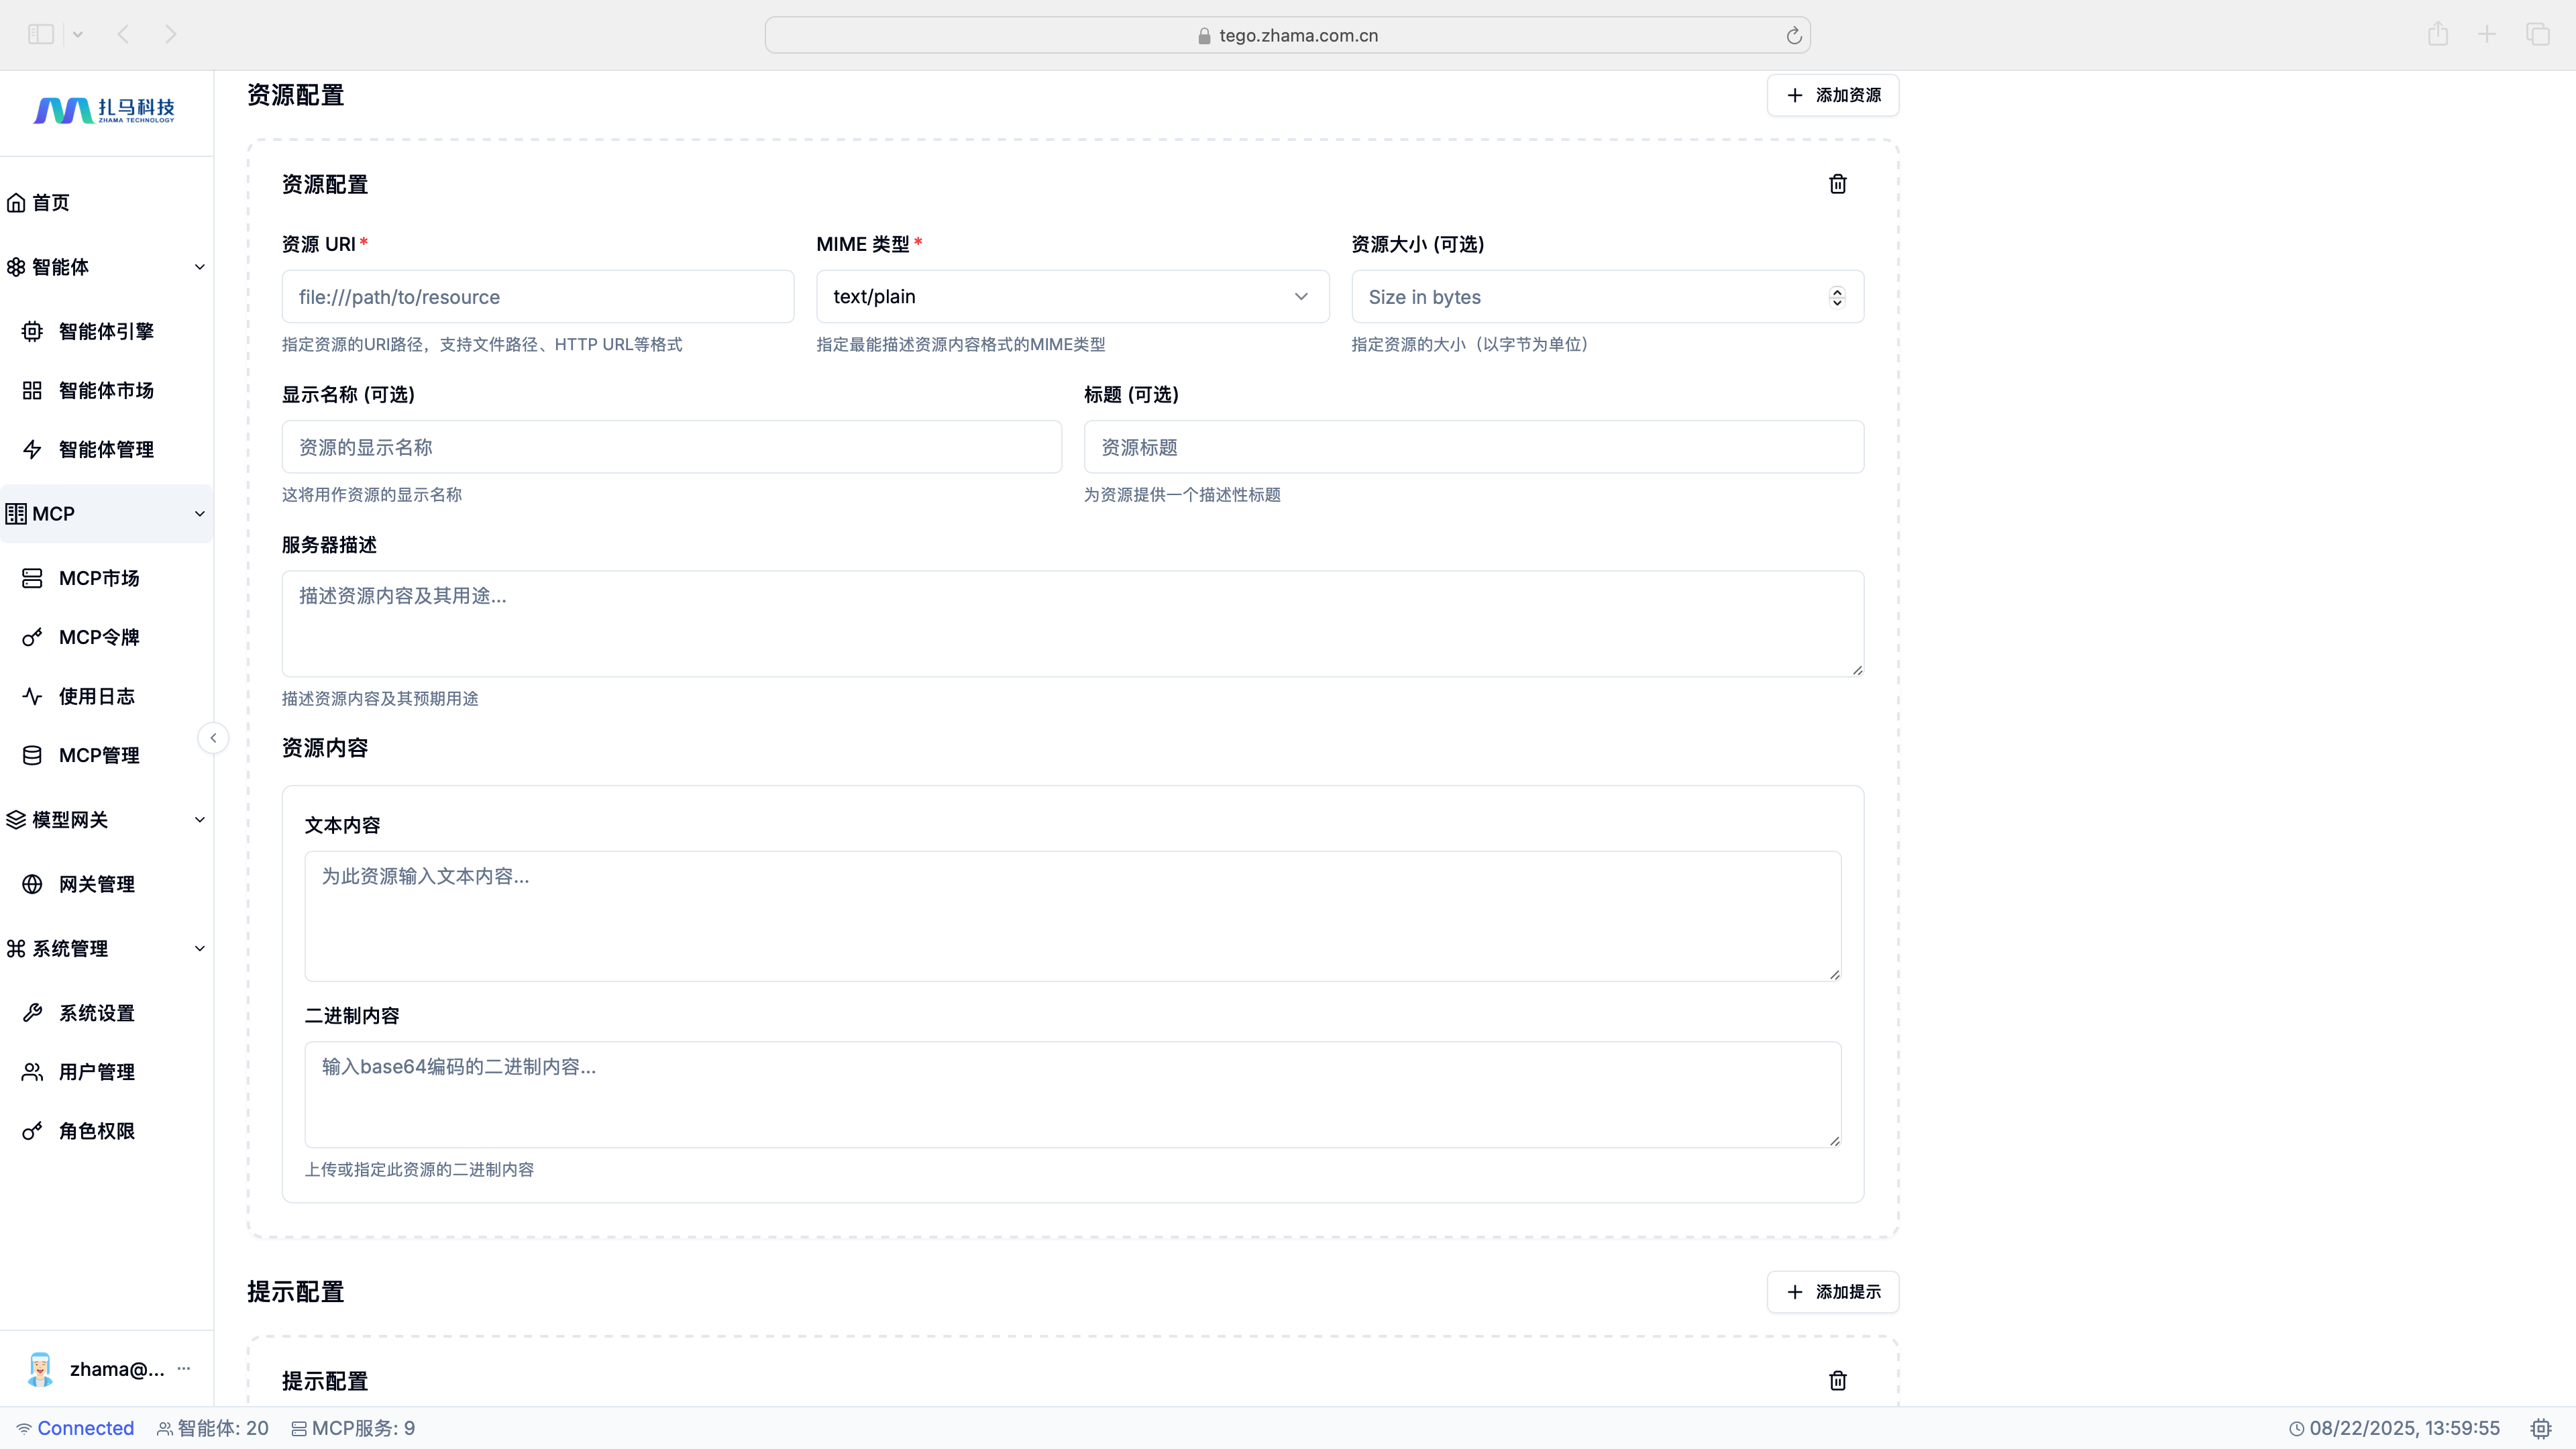 tego.zhama.com.cn
扎马科技
ZHAMA TECHNOLOGY
首页
智能体
智能体引擎
智能体市场
智能体管理
MCP
MCP市场
MCP令牌
使用日志
MCP管理
模型网关
网关管理
系统管理
系统设置
用户管理
角色权限
zhama@... ...
资源配置
添加资源
资源配置
资源 URI* MIME 类型* 资源大小 (可选)
file:///path/to/resource text/plain Size in bytes
指定资源的URI路径，支持文件路径、HTTP URL等格式 指定最能描述资源内容格式的MIME类型 指定资源的大小（以字节为单位）
显示名称 (可选) 标题 (可选)
资源的显示名称 资源标题
这将用作资源的显示名称 为资源提供一个描述性标题
服务器描述
描述资源内容及其用途...
描述资源内容及其预期用途
资源内容
文本内容
为此资源输入文本内容...
二进制内容
输入base64编码的二进制内容...
上传或指定此资源的二进制内容
提示配置
添加提示
提示配置
Connected 智能体: 20 MCP服务: 9 08/22/2025, 13:59:55